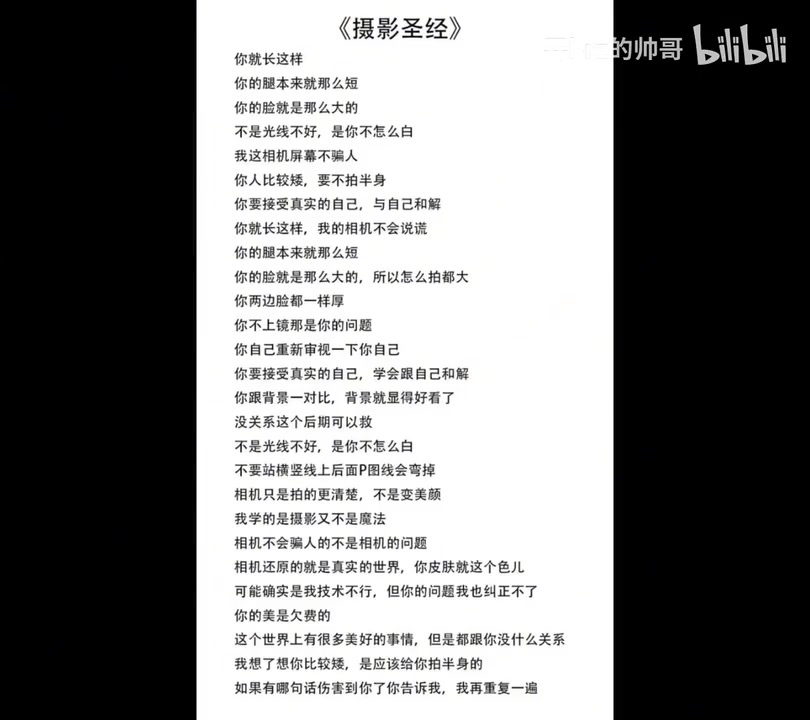 《摄影圣经》
的帅哥 bilibili
你就长这样
你的腿本来就那么短
你的脸就是那么大的
不是光线不好，是你不怎么白
我这相机屏幕不骗人
你人比较矮，要不拍半身
你要接受真实的自己，与自己和解
你就长这样，我的相机不会说谎
你的腿本来就那么短
你的脸就是那么大的，所以怎么拍都大
你两边脸都一样厚
你不上镜那是你的问题
你自己重新审视一下你自己
你要接受真实的自己，学会跟自己和解
你跟背景一对比，背景就显得好看了
没关系这个后期可以救
不是光线不好，是你不怎么白
不要站横竖线上后面P图线会弯掉
相机只是拍的更清楚，不是变美颜
我学的是摄影又不是魔法
相机不会骗人的不是相机的问题
相机还原的就是真实的世界，你皮肤就这个色儿
可能确实是我技术不行，但你的问题我也纠正不了
你的美是欠费的
这个世界上有很多美好的事情，但是都跟你没什么关系
我想了想你比较矮，是应该给你拍半身的
如果有哪句话伤害到你了你告诉我，我再重复一遍